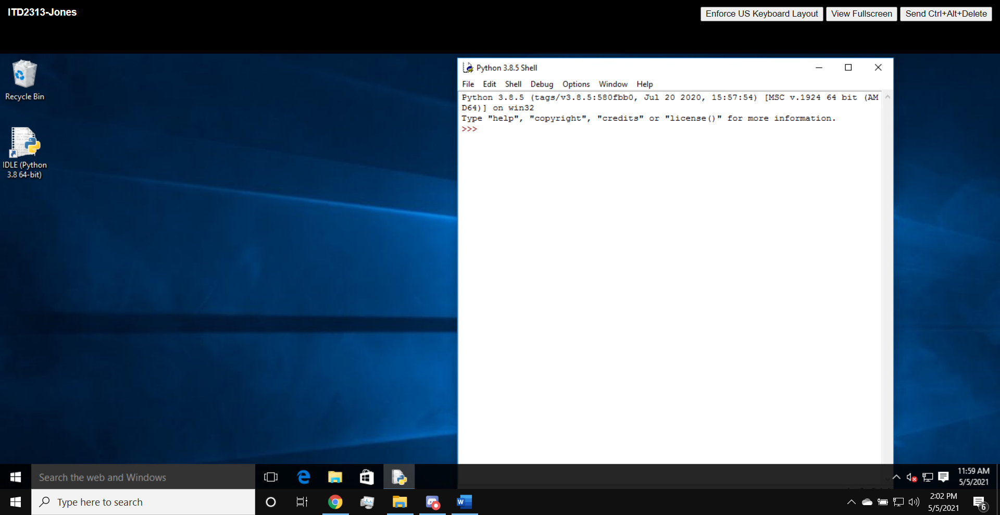 ITD2313-Jones
Enforce US Keyboard Layout
View Fullscreen
Send Ctrl+Alt+Delete
Recycle Bin
IDLE (Python
3.8 64-bit)
Python 3.8.5 Shell
File Edit Shell Debug Options Window Help
Python 3.8.5 (tags/v3.8.5:580fbb0, Jul 20 2020, 15:57:54) [MSC v.1924 64 bit (AM
D64)] on win32
Type "help", "copyright", "credits" or "license()" for more information.
>>>
Search the web and Windows
11:59 AM
5/5/2021
Type here to search
W
2:02 PM
5/5/2021
6